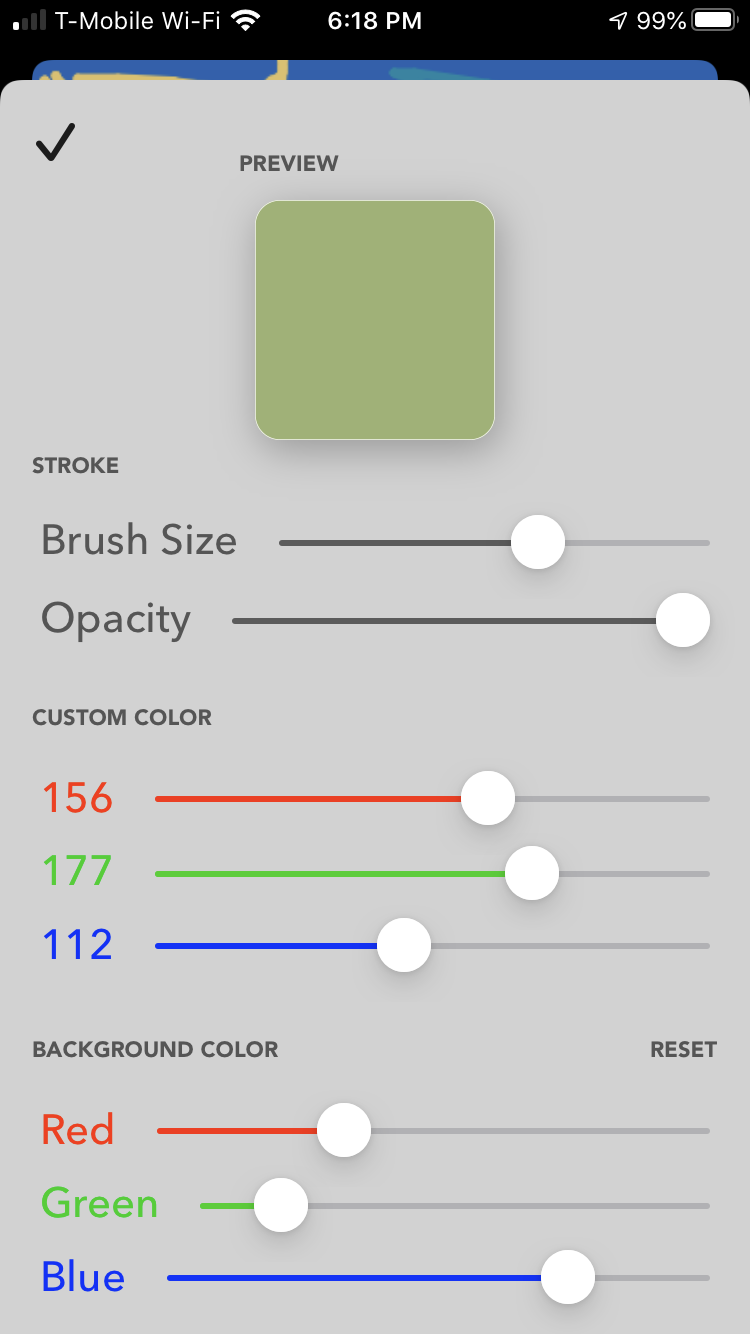 T-Mobile Wi-Fi 6:18 PM 99%
PREVIEW
STROKE
Brush Size
Opacity
CUSTOM COLOR
156
177
112
BACKGROUND COLOR RESET
Red
Green
Blue